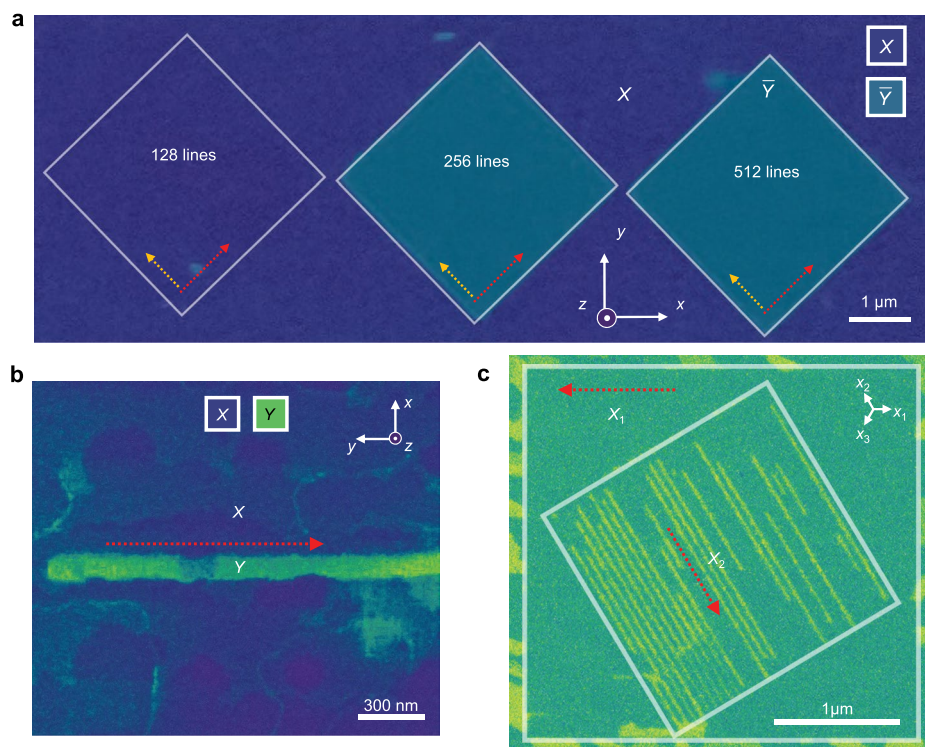 a
X
X
Y̅
Y̅
128 lines
256 lines
512 lines
y
z
x
1 µm
b
X
Y
x
y
z
X
Y
300 nm
c
X₁
x₂
x₁
x₃
X₂
1µm